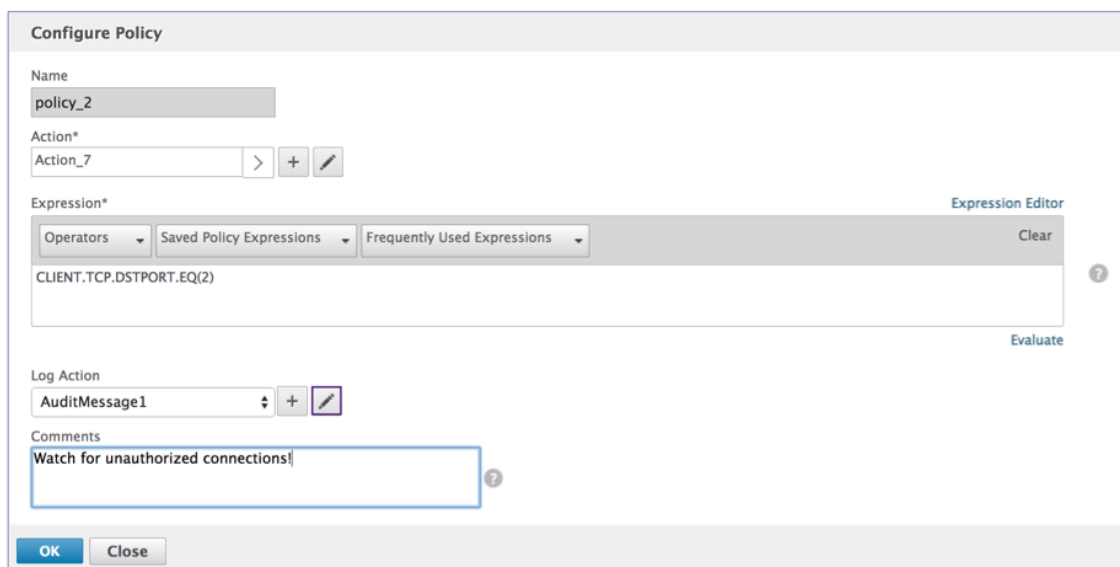 Configure Policy
Name
policy_2
Action*
Action_7
>
+
Expression*
Expression Editor
Operators
Saved Policy Expressions
Frequently Used Expressions
Clear
CLIENT.TCP.DSTPORT.EQ(2)
?
Evaluate
Log Action
AuditMessage1
+
Comments
Watch for unauthorized connections!
?
OK
Close